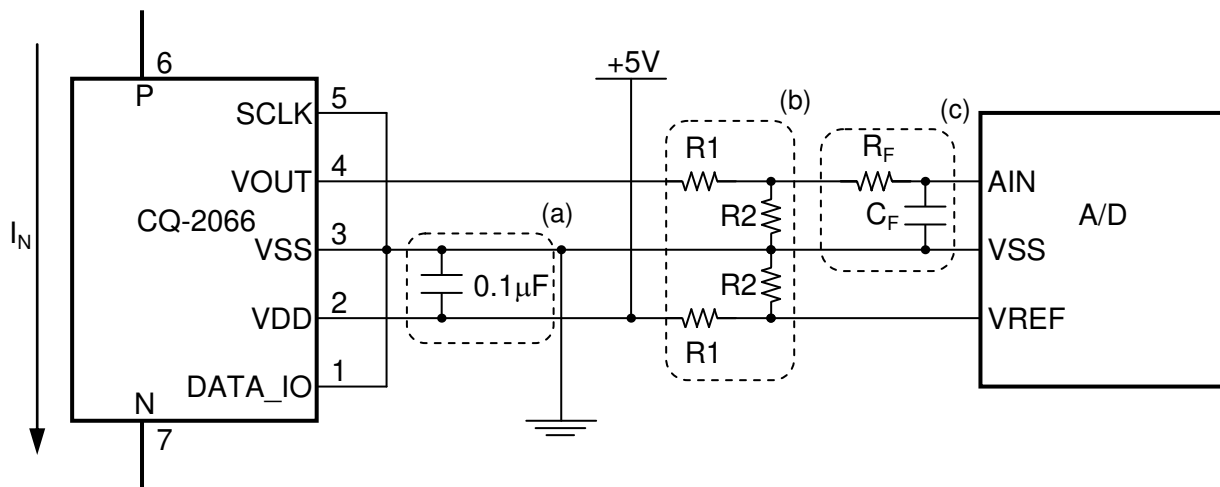 6
P
+5V
(b)
(c)
SCLK
5
R1
RF
VOUT
4
AIN
CQ-2066
R2
CF
A/D
IN
(a)
VSS
3
VSS
0.1μF
R2
VDD
2
VREF
R1
DATA_IO
1
N
7